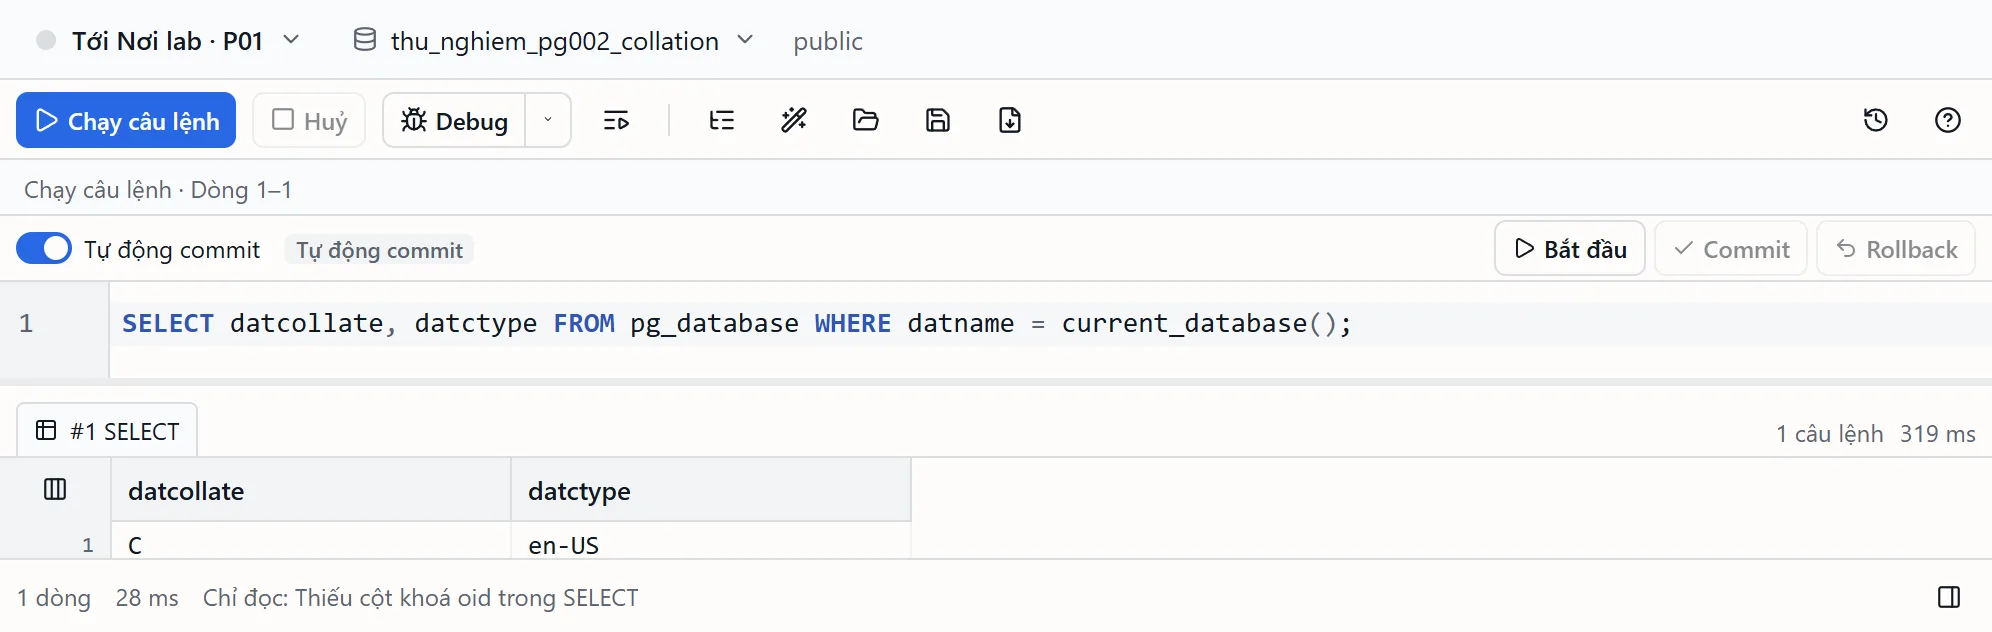 Tới Nơi lab · P01 thu_nghiem_pg002_collation public
Chạy câu lệnh Huỷ Debug
Chạy câu lệnh · Dòng 1–1
Tự động commit Tự động commit Bắt đầu Commit Rollback
1 SELECT datcollate, datctype FROM pg_database WHERE datname = current_database();
#1 SELECT 1 câu lệnh 319 ms
datcollate datctype
1 C en-US
1 dòng 28 ms Chỉ đọc: Thiếu cột khoá oid trong SELECT